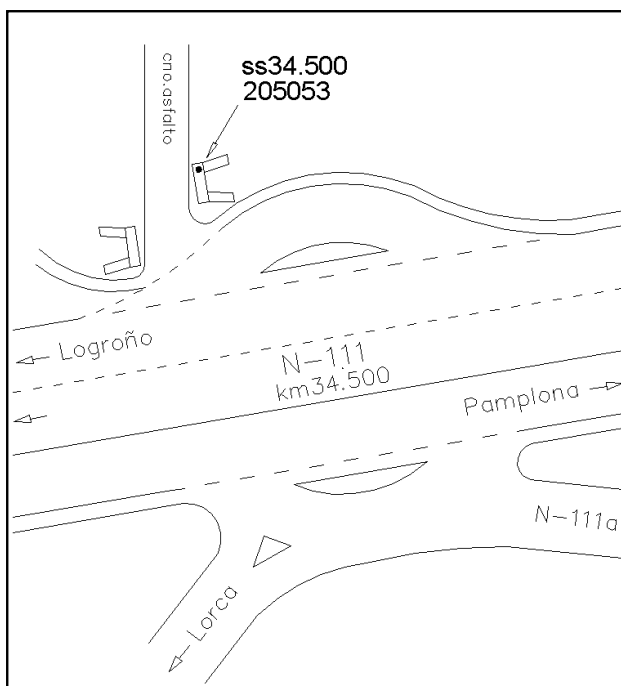 ss34.500
205053
cno.asfalto
Logroño
N-111
km34.500
Pamplona
N-111a
Lorca